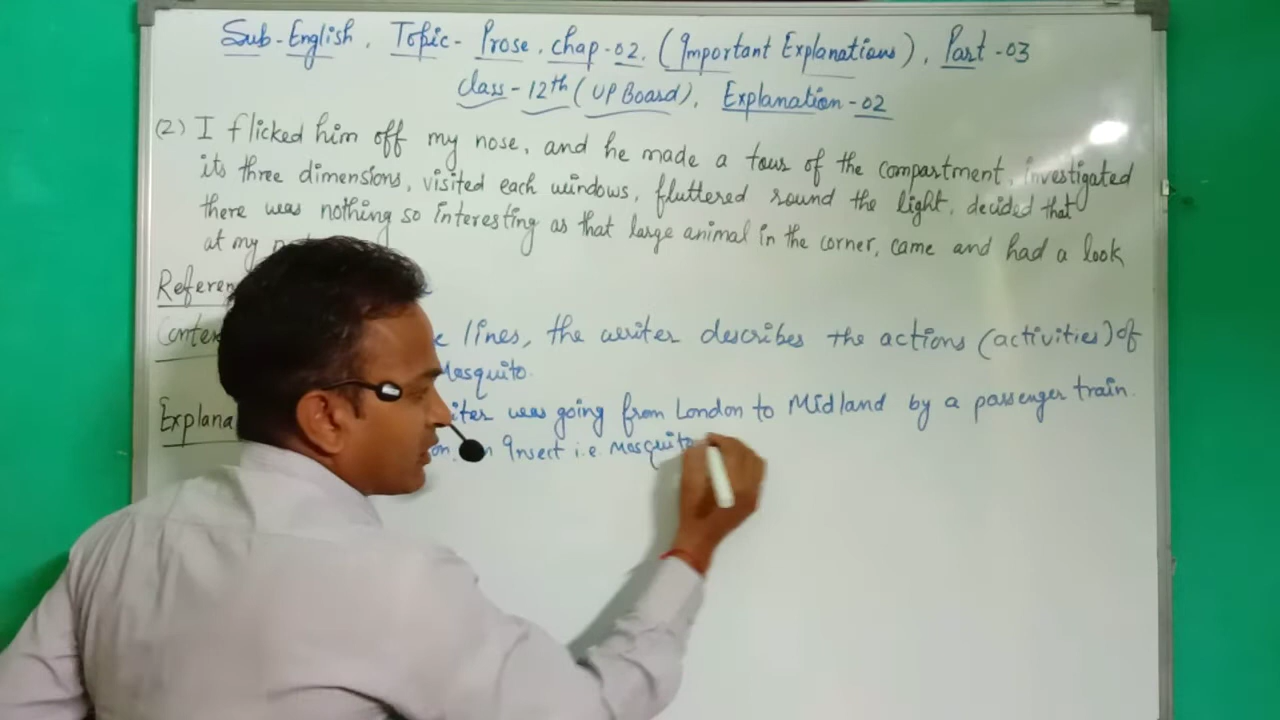 Sub-English, Topic- Prose, chap-02. (Important Explanations), Part-03
Class-12th (UP Board), Explanation-02
(2) I flicked him off my nose, and he made a tour of the compartment, investigated
its three dimensions, visited each windows, fluttered round the light, decided that
there was nothing so interesting as that large animal in the corner, came and had a look
at my
Referen
Contex lines, the writer describes the actions (activities) of
Mosquito.
Explana iter was going from London to Midland by a passenger train.
on. Insect i.e. Mosquito